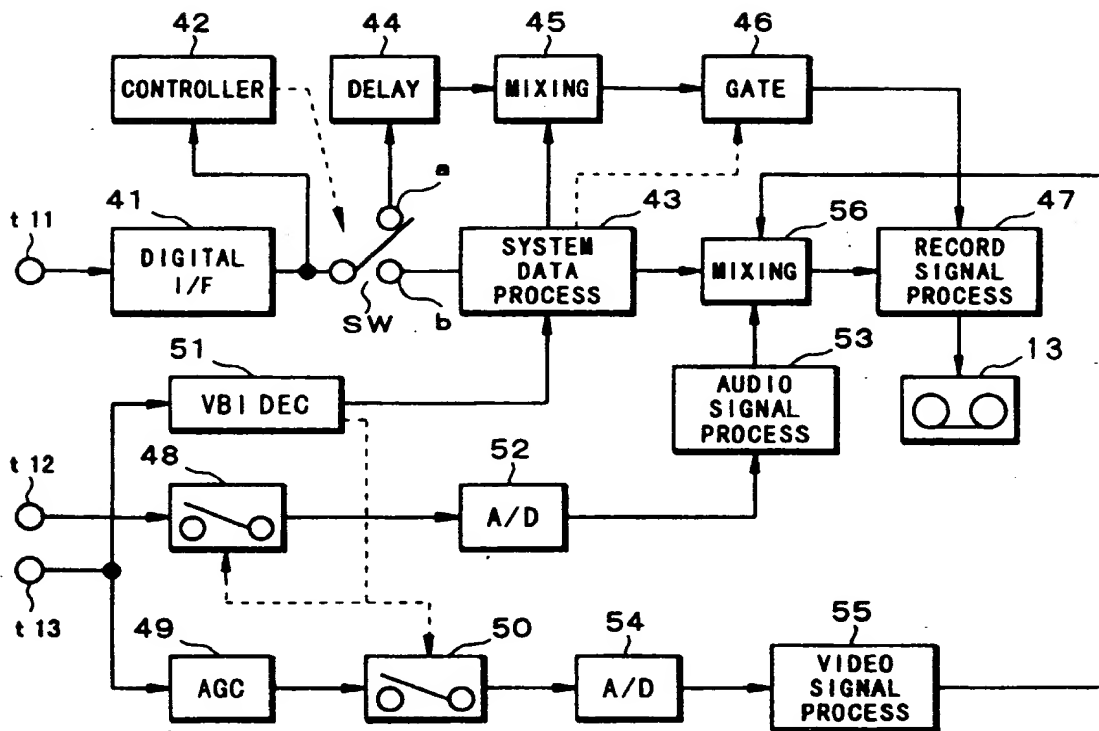 42
44
45
46
CONTROLLER
DELAY
MIXING
GATE
a
t 11
41
43
56
47
DIGITAL
I/F
SW
b
SYSTEM
DATA
PROCESS
MIXING
RECORD
SIGNAL
PROCESS
51
53
13
VBI DEC
AUDIO
SIGNAL
PROCESS
t 12
48
52
A/D
t 13
49
50
54
55
AGC
A/D
VIDEO
SIGNAL
PROCESS